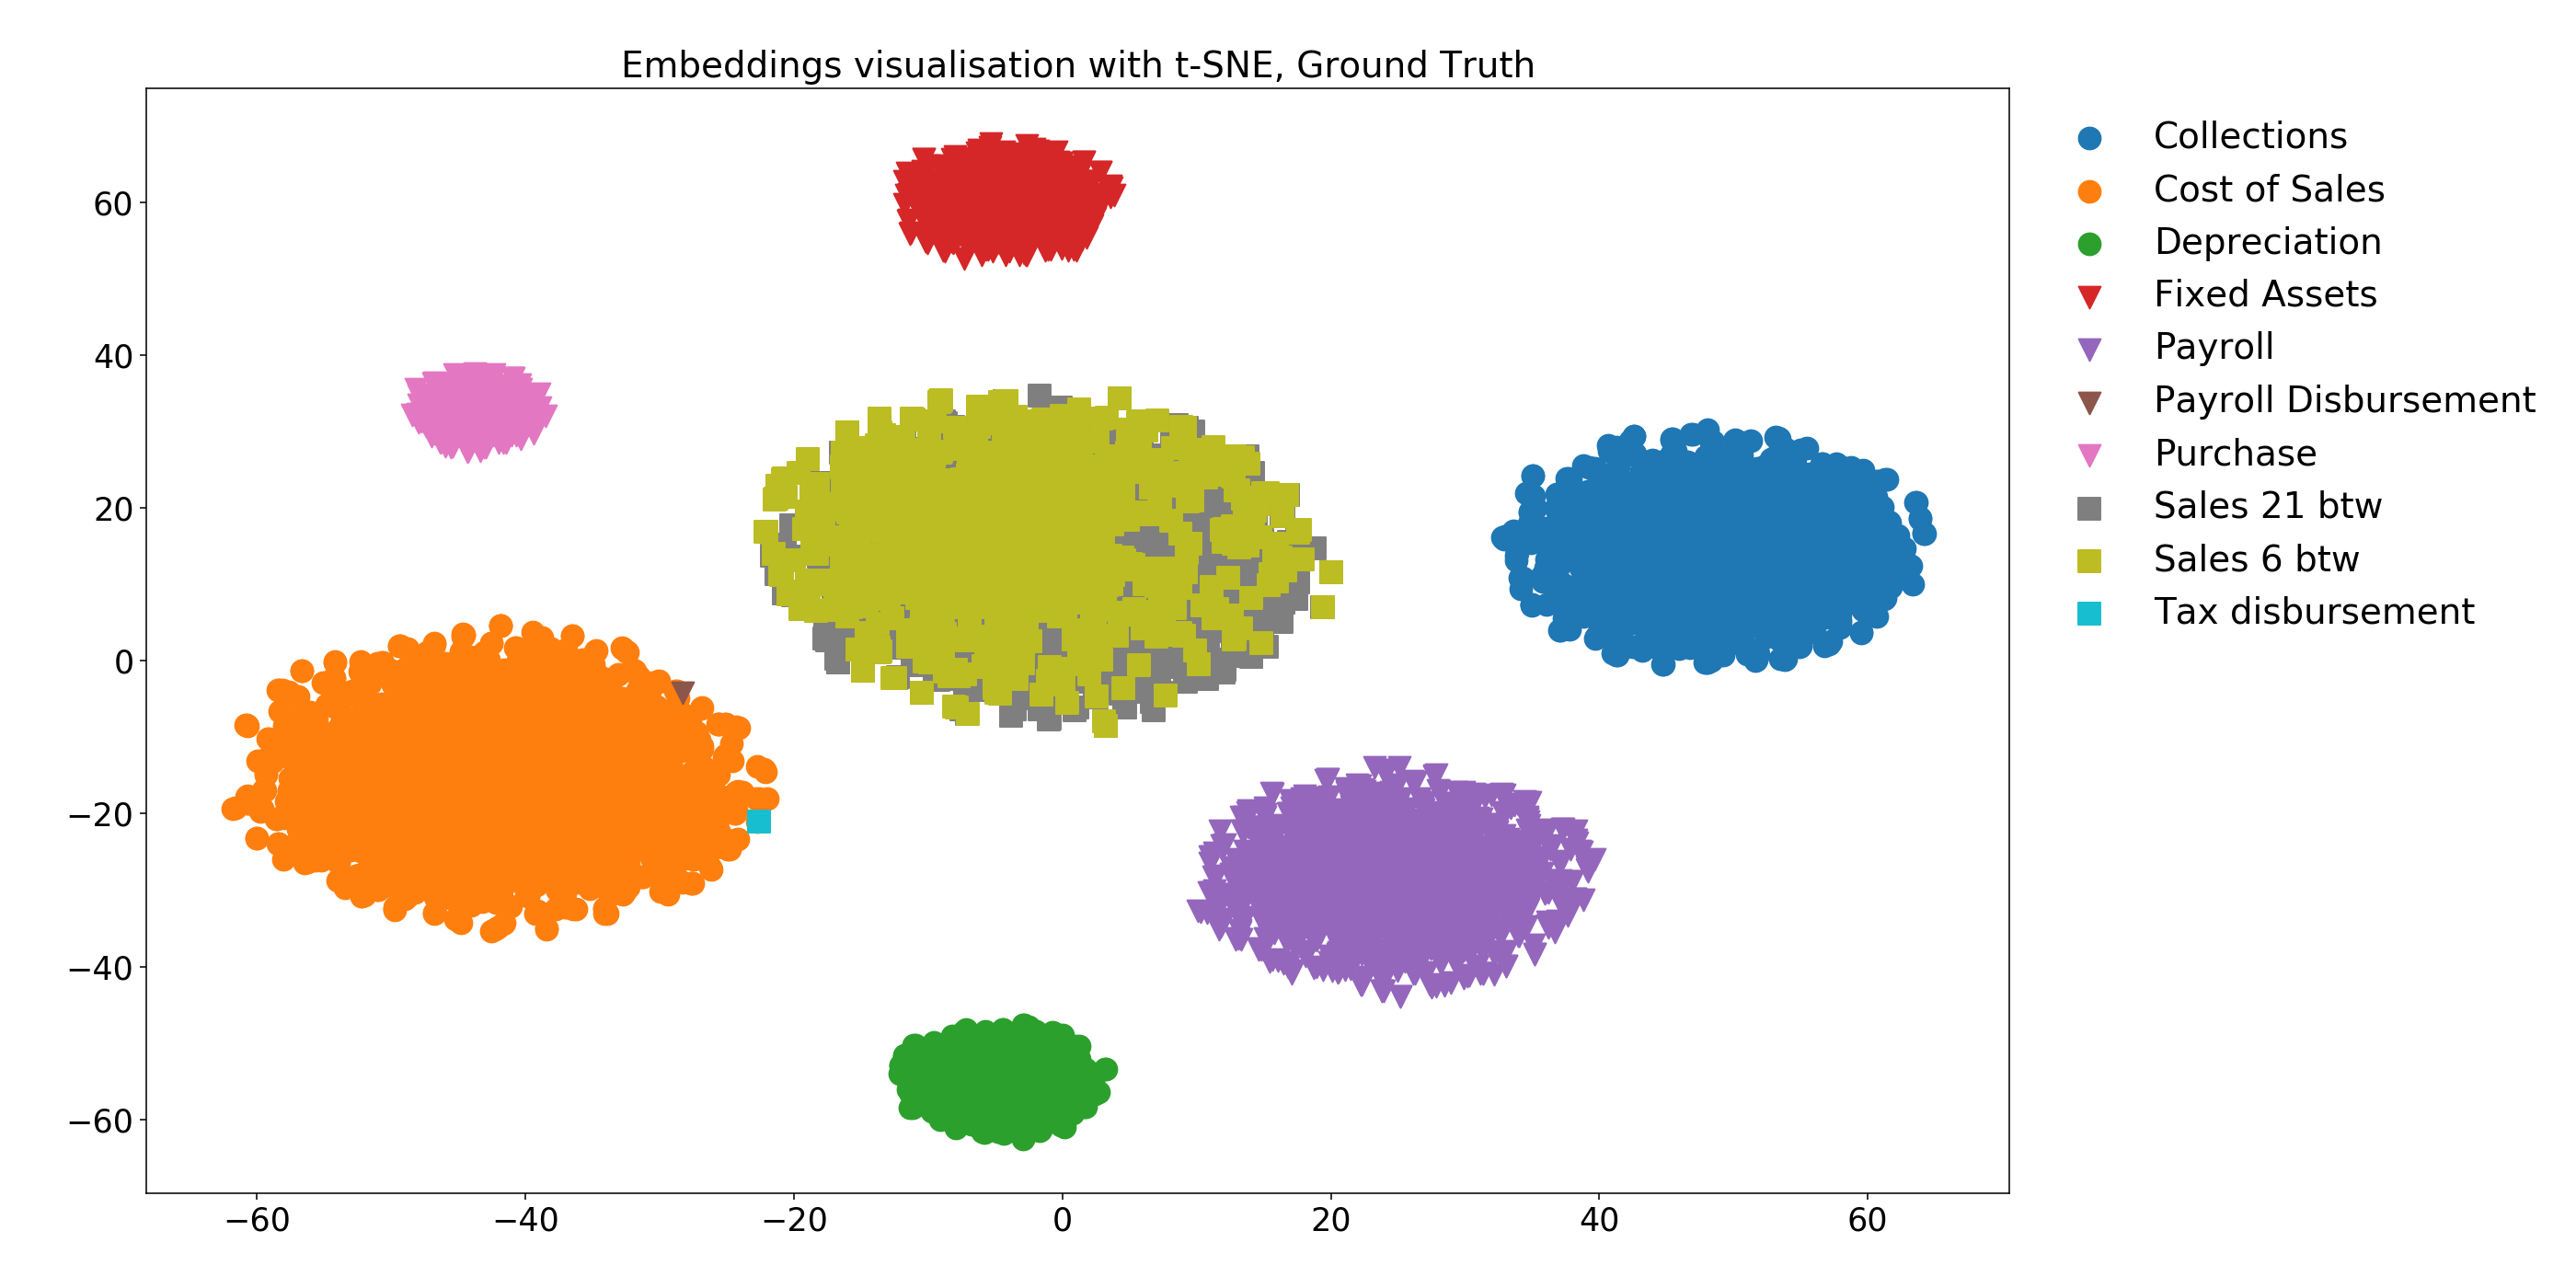 Embeddings visualisation with t-SNE, Ground Truth
60
40
20
0
−20
−40
−60
−60 −40 −20 0 20 40 60
Collections
Cost of Sales
Depreciation
Fixed Assets
Payroll
Payroll Disbursement
Purchase
Sales 21 btw
Sales 6 btw
Tax disbursement